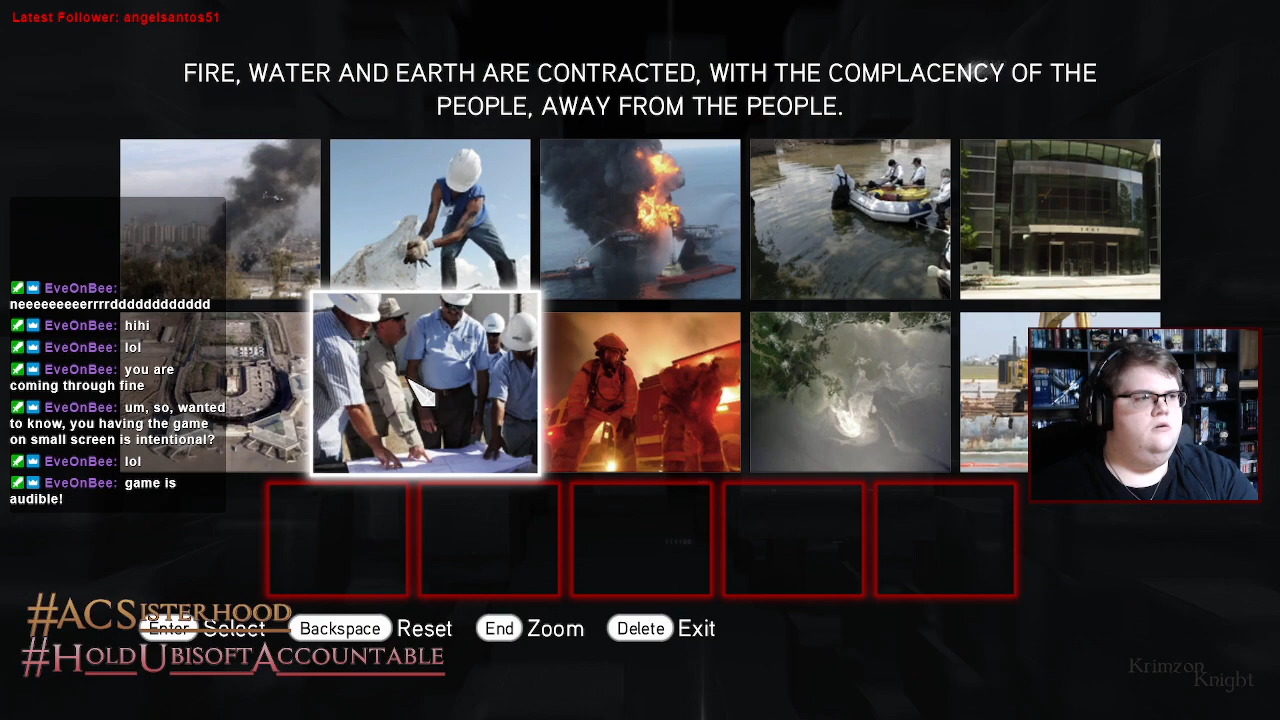 Latest Follower: angelsantos51
FIRE, WATER AND EARTH ARE CONTRACTED, WITH THE COMPLACENCY OF THE
PEOPLE, AWAY FROM THE PEOPLE.
EveOnBee:
neeeeeeeeerrrrdddddddddddd
EveOnBee: hihi
EveOnBee: lol
EveOnBee: you are
coming through fine
EveOnBee: um, so, wanted
to know, you having the game
on small screen is intentional?
EveOnBee: lol
EveOnBee: game is
audible!
#ACSISTERHOOD
Enter Select Backspace Reset End Zoom Delete Exit
#HOLDUBISOFTACCOUNTABLE
Krimzon
Knight